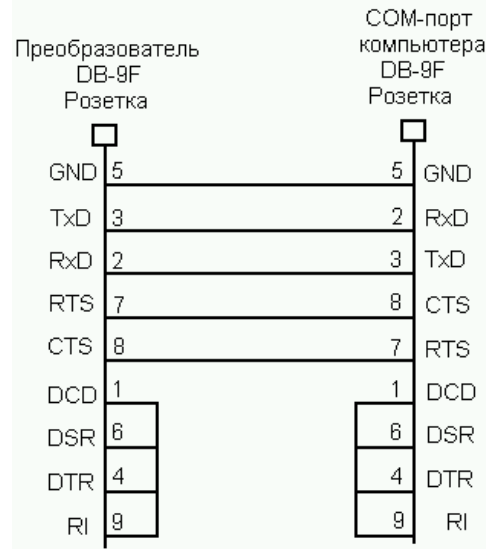 COM-порт
Преобразователь компьютера
DB-9F DB-9F
Розетка Розетка
GND 5 5 GND
TxD 3 2 RxD
RxD 2 3 TxD
RTS 7 8 CTS
CTS 8 7 RTS
DCD 1 1 DCD
DSR 6 6 DSR
DTR 4 4 DTR
RI 9 9 RI